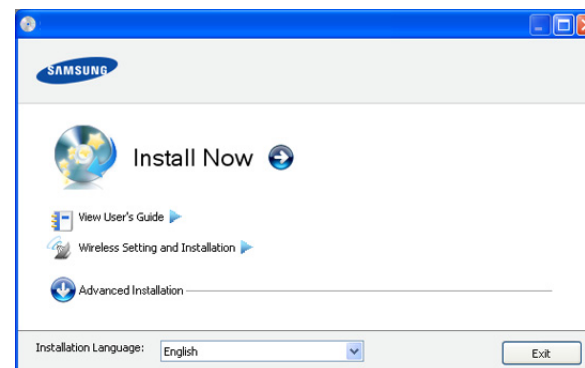 SAMSUNG
Install Now
View User's Guide
Wireless Setting and Installation
Advanced Installation
Installation Language: English Exit